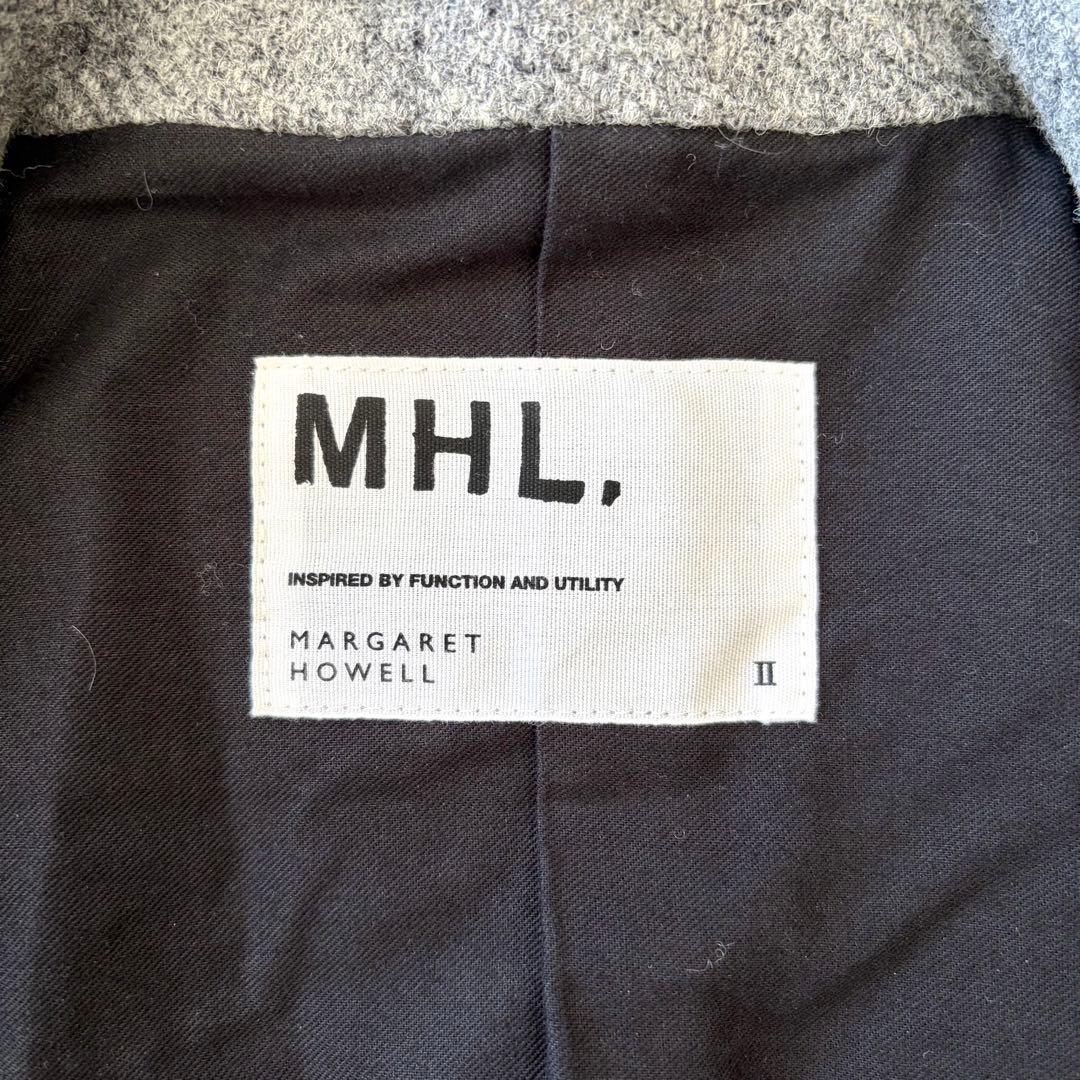 MHL.
INSPIRED BY FUNCTION AND UTILITY
MARGARET
HOWELL
II